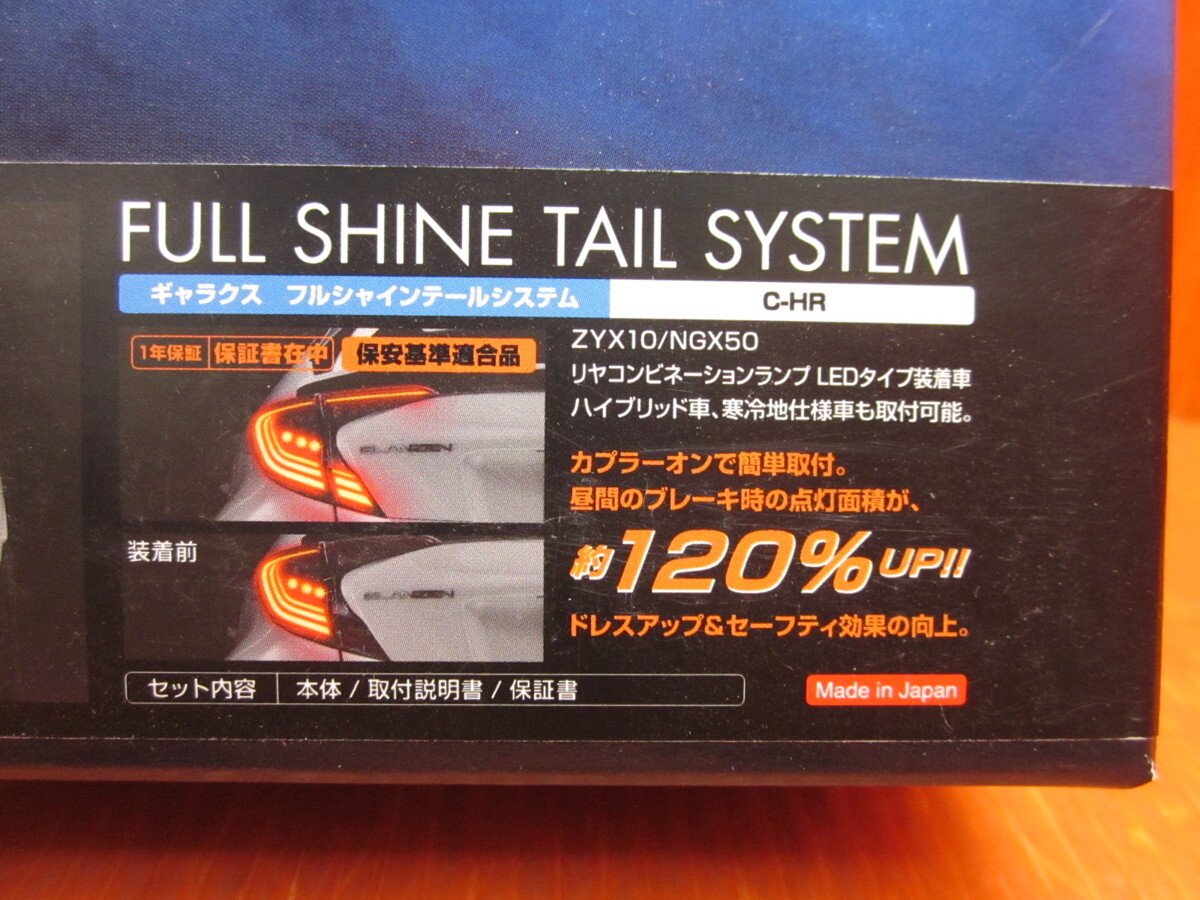 FULL SHINE TAIL SYSTEM
ギャラクス フルシャインテールシステム C-HR
1年保証 保証書在中 保安基準適合品
ZYX10/NGX50
リヤコンビネーションランプ LEDタイプ装着車
ハイブリッド車、寒冷地仕様車も取付可能。
カプラーオンで簡単取付。
昼間のブレーキ時の点灯面積が、
約120%UP!!
ドレスアップ&セーフティ効果の向上。
装着前
セット内容 本体 / 取付説明書 / 保証書
Made in Japan